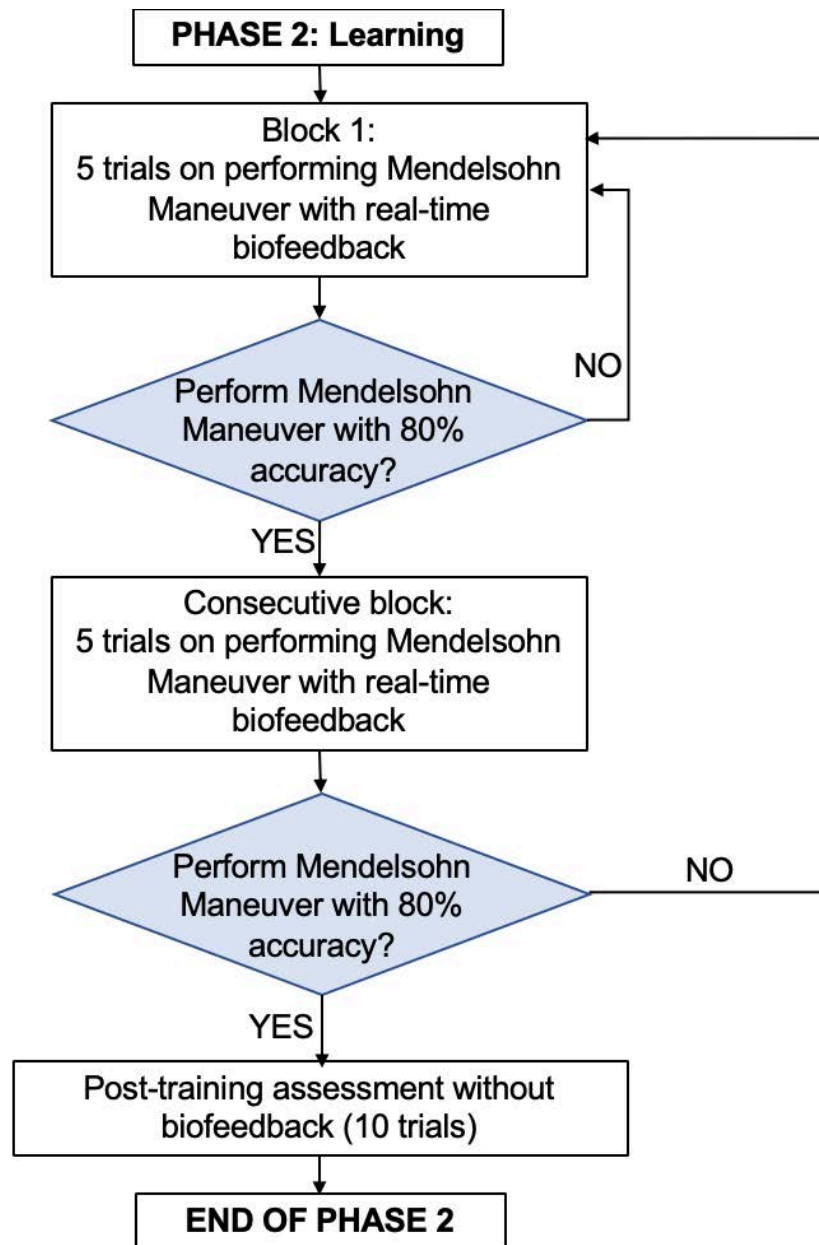 PHASE 2: Learning
Block 1:
5 trials on performing Mendelsohn
Maneuver with real-time
biofeedback
NO
Perform Mendelsohn
Maneuver with 80%
accuracy?
YES
Consecutive block:
5 trials on performing Mendelsohn
Maneuver with real-time
biofeedback
Perform Mendelsohn
Maneuver with 80%
accuracy?
NO
YES
Post-training assessment without
biofeedback (10 trials)
END OF PHASE 2